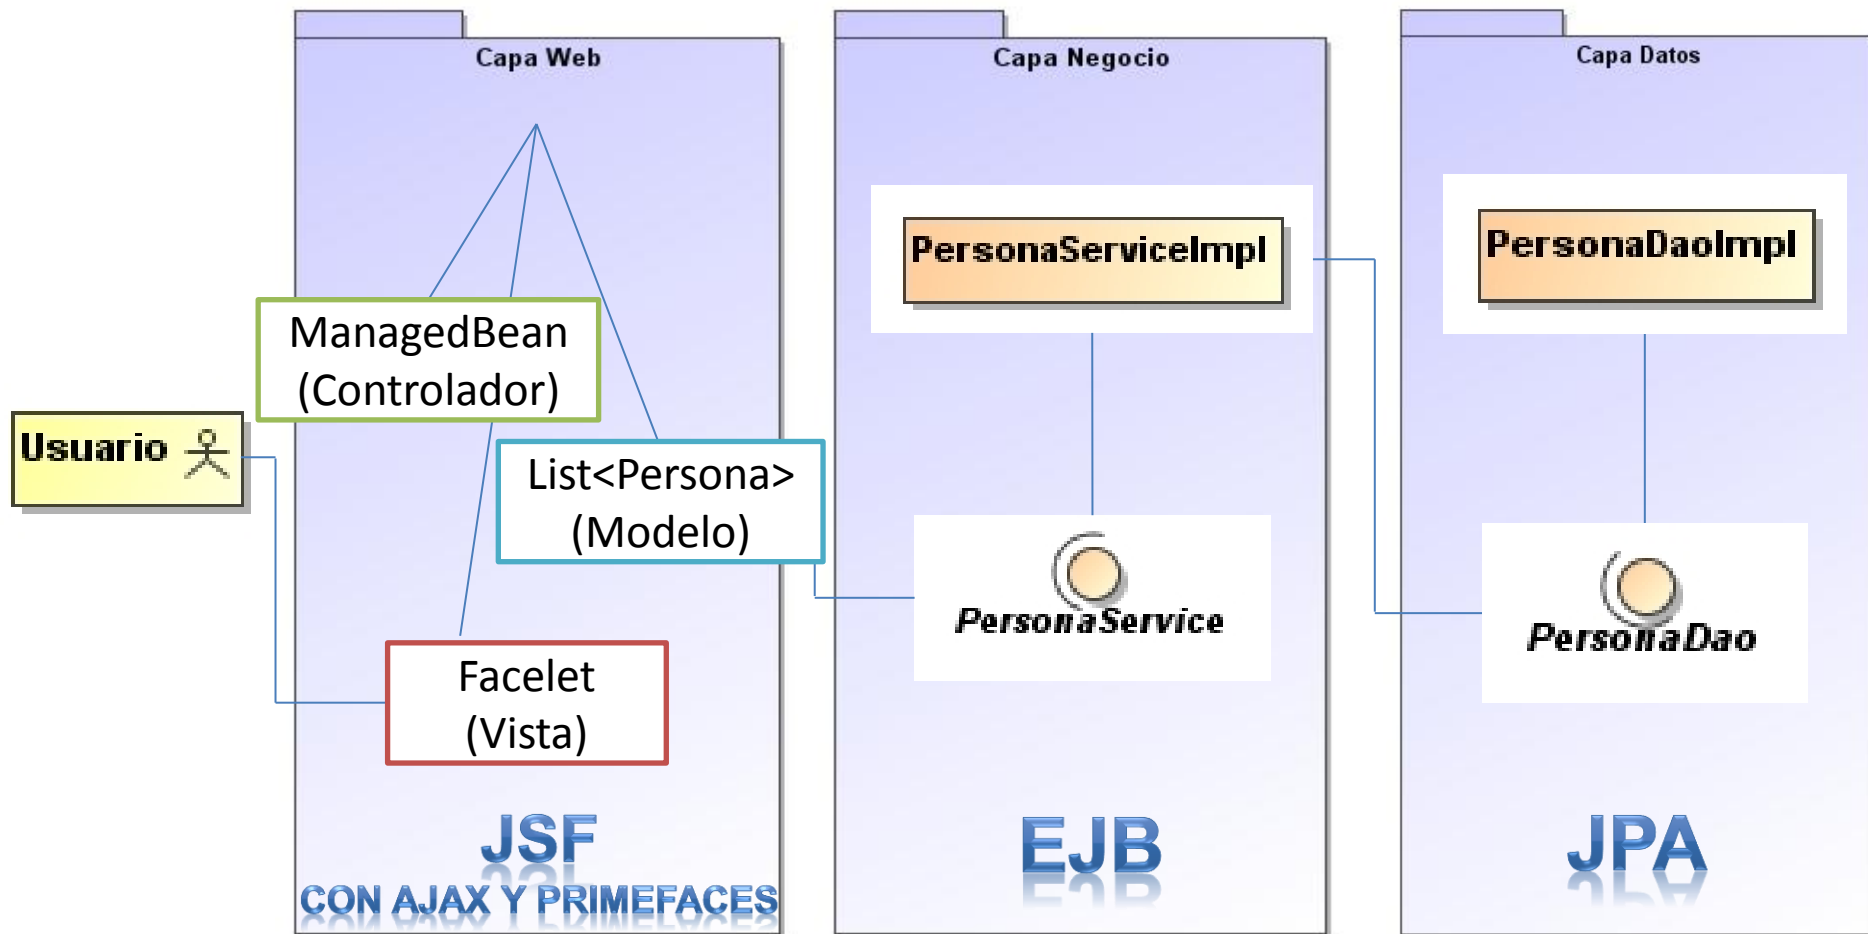 Capa Web
ManagedBean
(Controlador)
Usuario
List<Persona>
(Modelo)
Facelet
(Vista)
JSF
CON AJAX Y PRIMEFACES
Capa Negocio
PersonaServiceImpl
PersonaService
EJB
Capa Datos
PersonaDaoImpl
PersonaDao
JPA